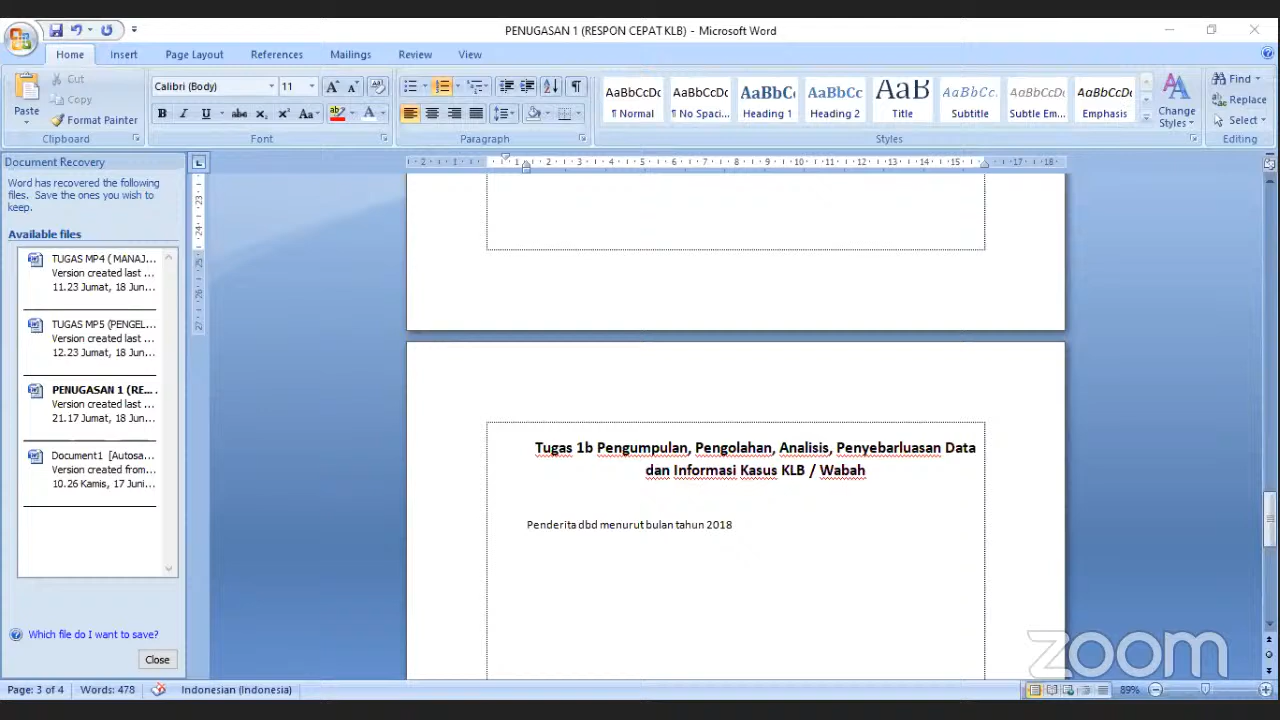 PENUGASAN 1 (RESPON CEPAT KLB) - Microsoft Word
Home Insert Page Layout References Mailings Review View
Paste
Cut
Copy
Format Painter
Clipboard
Calibri (Body) 11
Font
Paragraph
AaBbCcDc AaBbCcDc AaBbCc AaBbCc AaB AaBbCc. AaBbCcDc AaBbCcDc
¶ Normal ¶ No Spaci... Heading 1 Heading 2 Title Subtitle Subtle Em... Emphasis
Styles
Change Styles
Find
Replace
Select
Editing
Document Recovery
Word has recovered the following
files. Save the ones you wish to
keep.
Available files
TUGAS MP4 ( MANAJ...
Version created last ...
11.23 Jumat, 18 Jun...
TUGAS MP5 (PENGEL...
Version created last ...
12.23 Jumat, 18 Jun...
PENUGASAN 1 (RE...
Version created last ...
21.17 Jumat, 18 Jun...
Document1 [Autosa...
Version created from...
10.26 Kamis, 17 Juni...
Which file do I want to save?
Close
Tugas 1b Pengumpulan, Pengolahan, Analisis, Penyebarluasan Data
dan Informasi Kasus KLB / Wabah
Penderita dbd menurut bulan tahun 2018
zoom
Page: 3 of 4 Words: 478 Indonesian (Indonesia) 89%